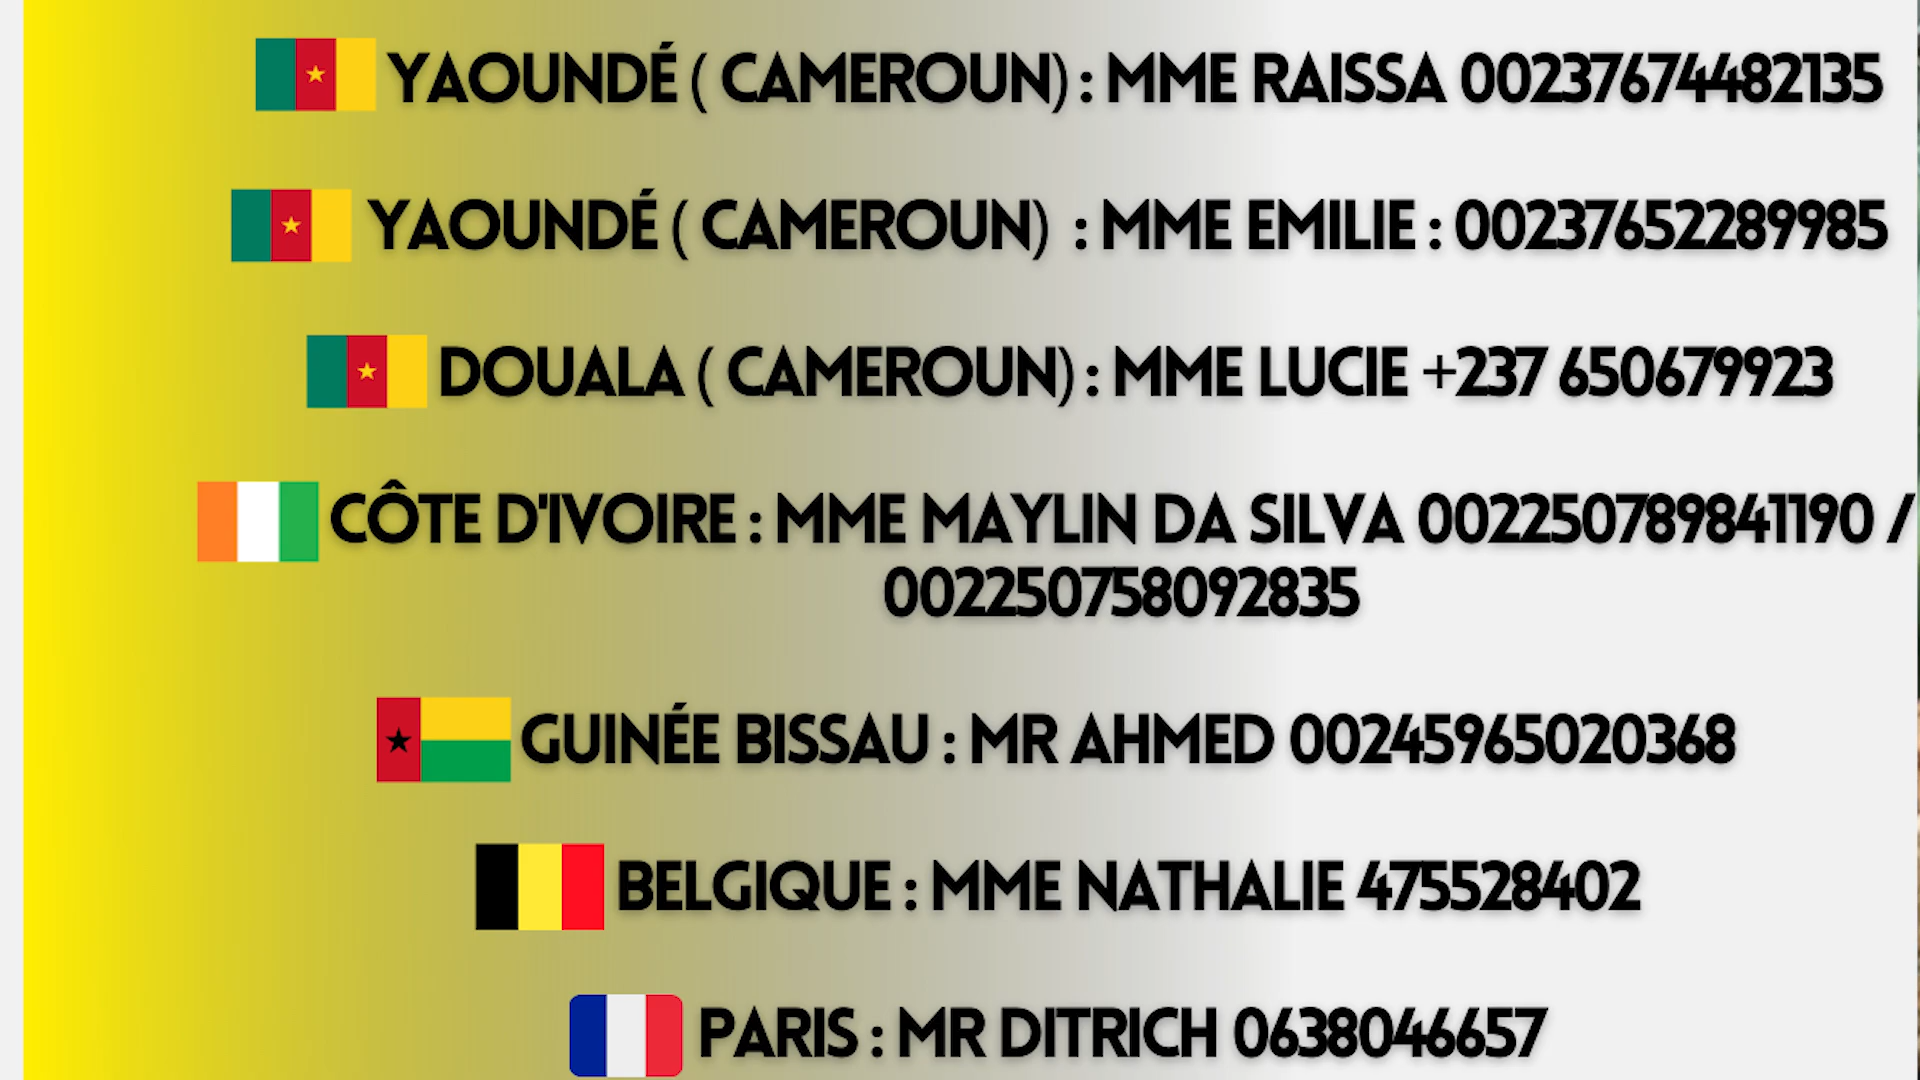 YAOUNDÉ ( CAMEROUN) : MME RAISSA 00237674482135
YAOUNDÉ ( CAMEROUN) : MME EMILIE : 00237652289985
DOUALA ( CAMEROUN) : MME LUCIE +237 650679923
CÔTE D'IVOIRE : MME MAYLIN DA SILVA 002250789841190 /
002250758092835
GUINÉE BISSAU : MR AHMED 00245965020368
BELGIQUE : MME NATHALIE 475528402
PARIS : MR DITRICH 0638046657